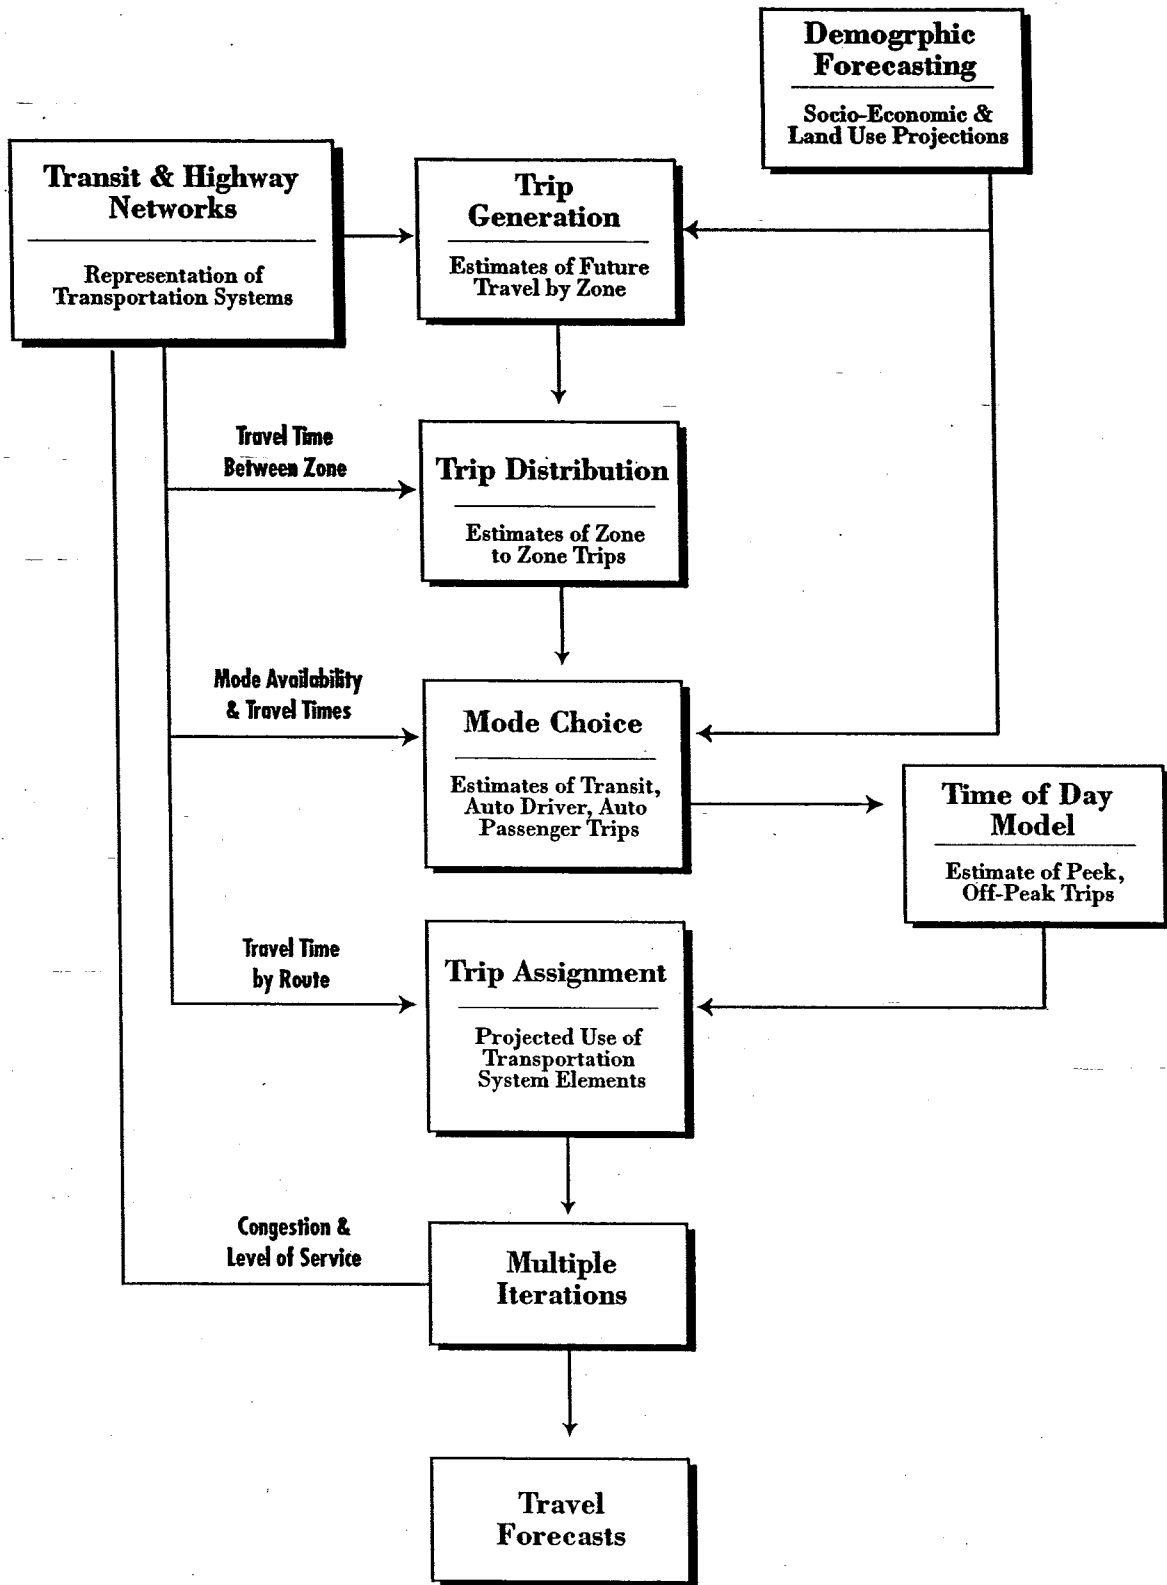 Demogrphic
Forecasting
Socio-Economic &
Land Use Projections
Transit & Highway
Networks
Representation of
Transportation Systems
Trip
Generation
Estimates of Future
Travel by Zone
Travel Time
Between Zone
Trip Distribution
Estimates of Zone
to Zone Trips
Mode Availability
& Travel Times
Mode Choice
Estimates of Transit,
Auto Driver, Auto
Passenger Trips
Time of Day
Model
Estimate of Peek,
Off-Peak Trips
Travel Time
by Route
Trip Assignment
Projected Use of
Transportation
System Elements
Congestion &
Level of Service
Multiple
Iterations
Travel
Forecasts